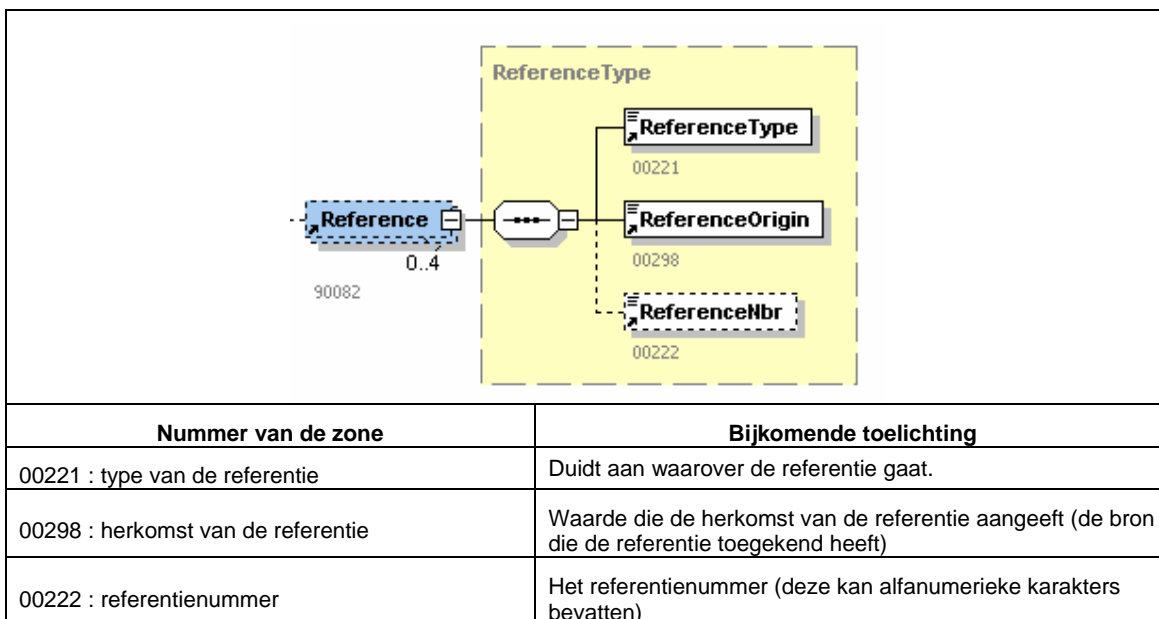 ReferenceType
ReferenceType
00221
Reference
0..4
90082
ReferenceOrigin
00298
ReferenceNbr
00222
Nummer van de zone
Bijkomende toelichting
00221 : type van de referentie
Duidt aan waarover de referentie gaat.
00298 : herkomst van de referentie
Waarde die de herkomst van de referentie aangeeft (de bron
die de referentie toegekend heeft)
00222 : referentienummer
Het referentienummer (deze kan alfanumerieke karakters
bevatten)